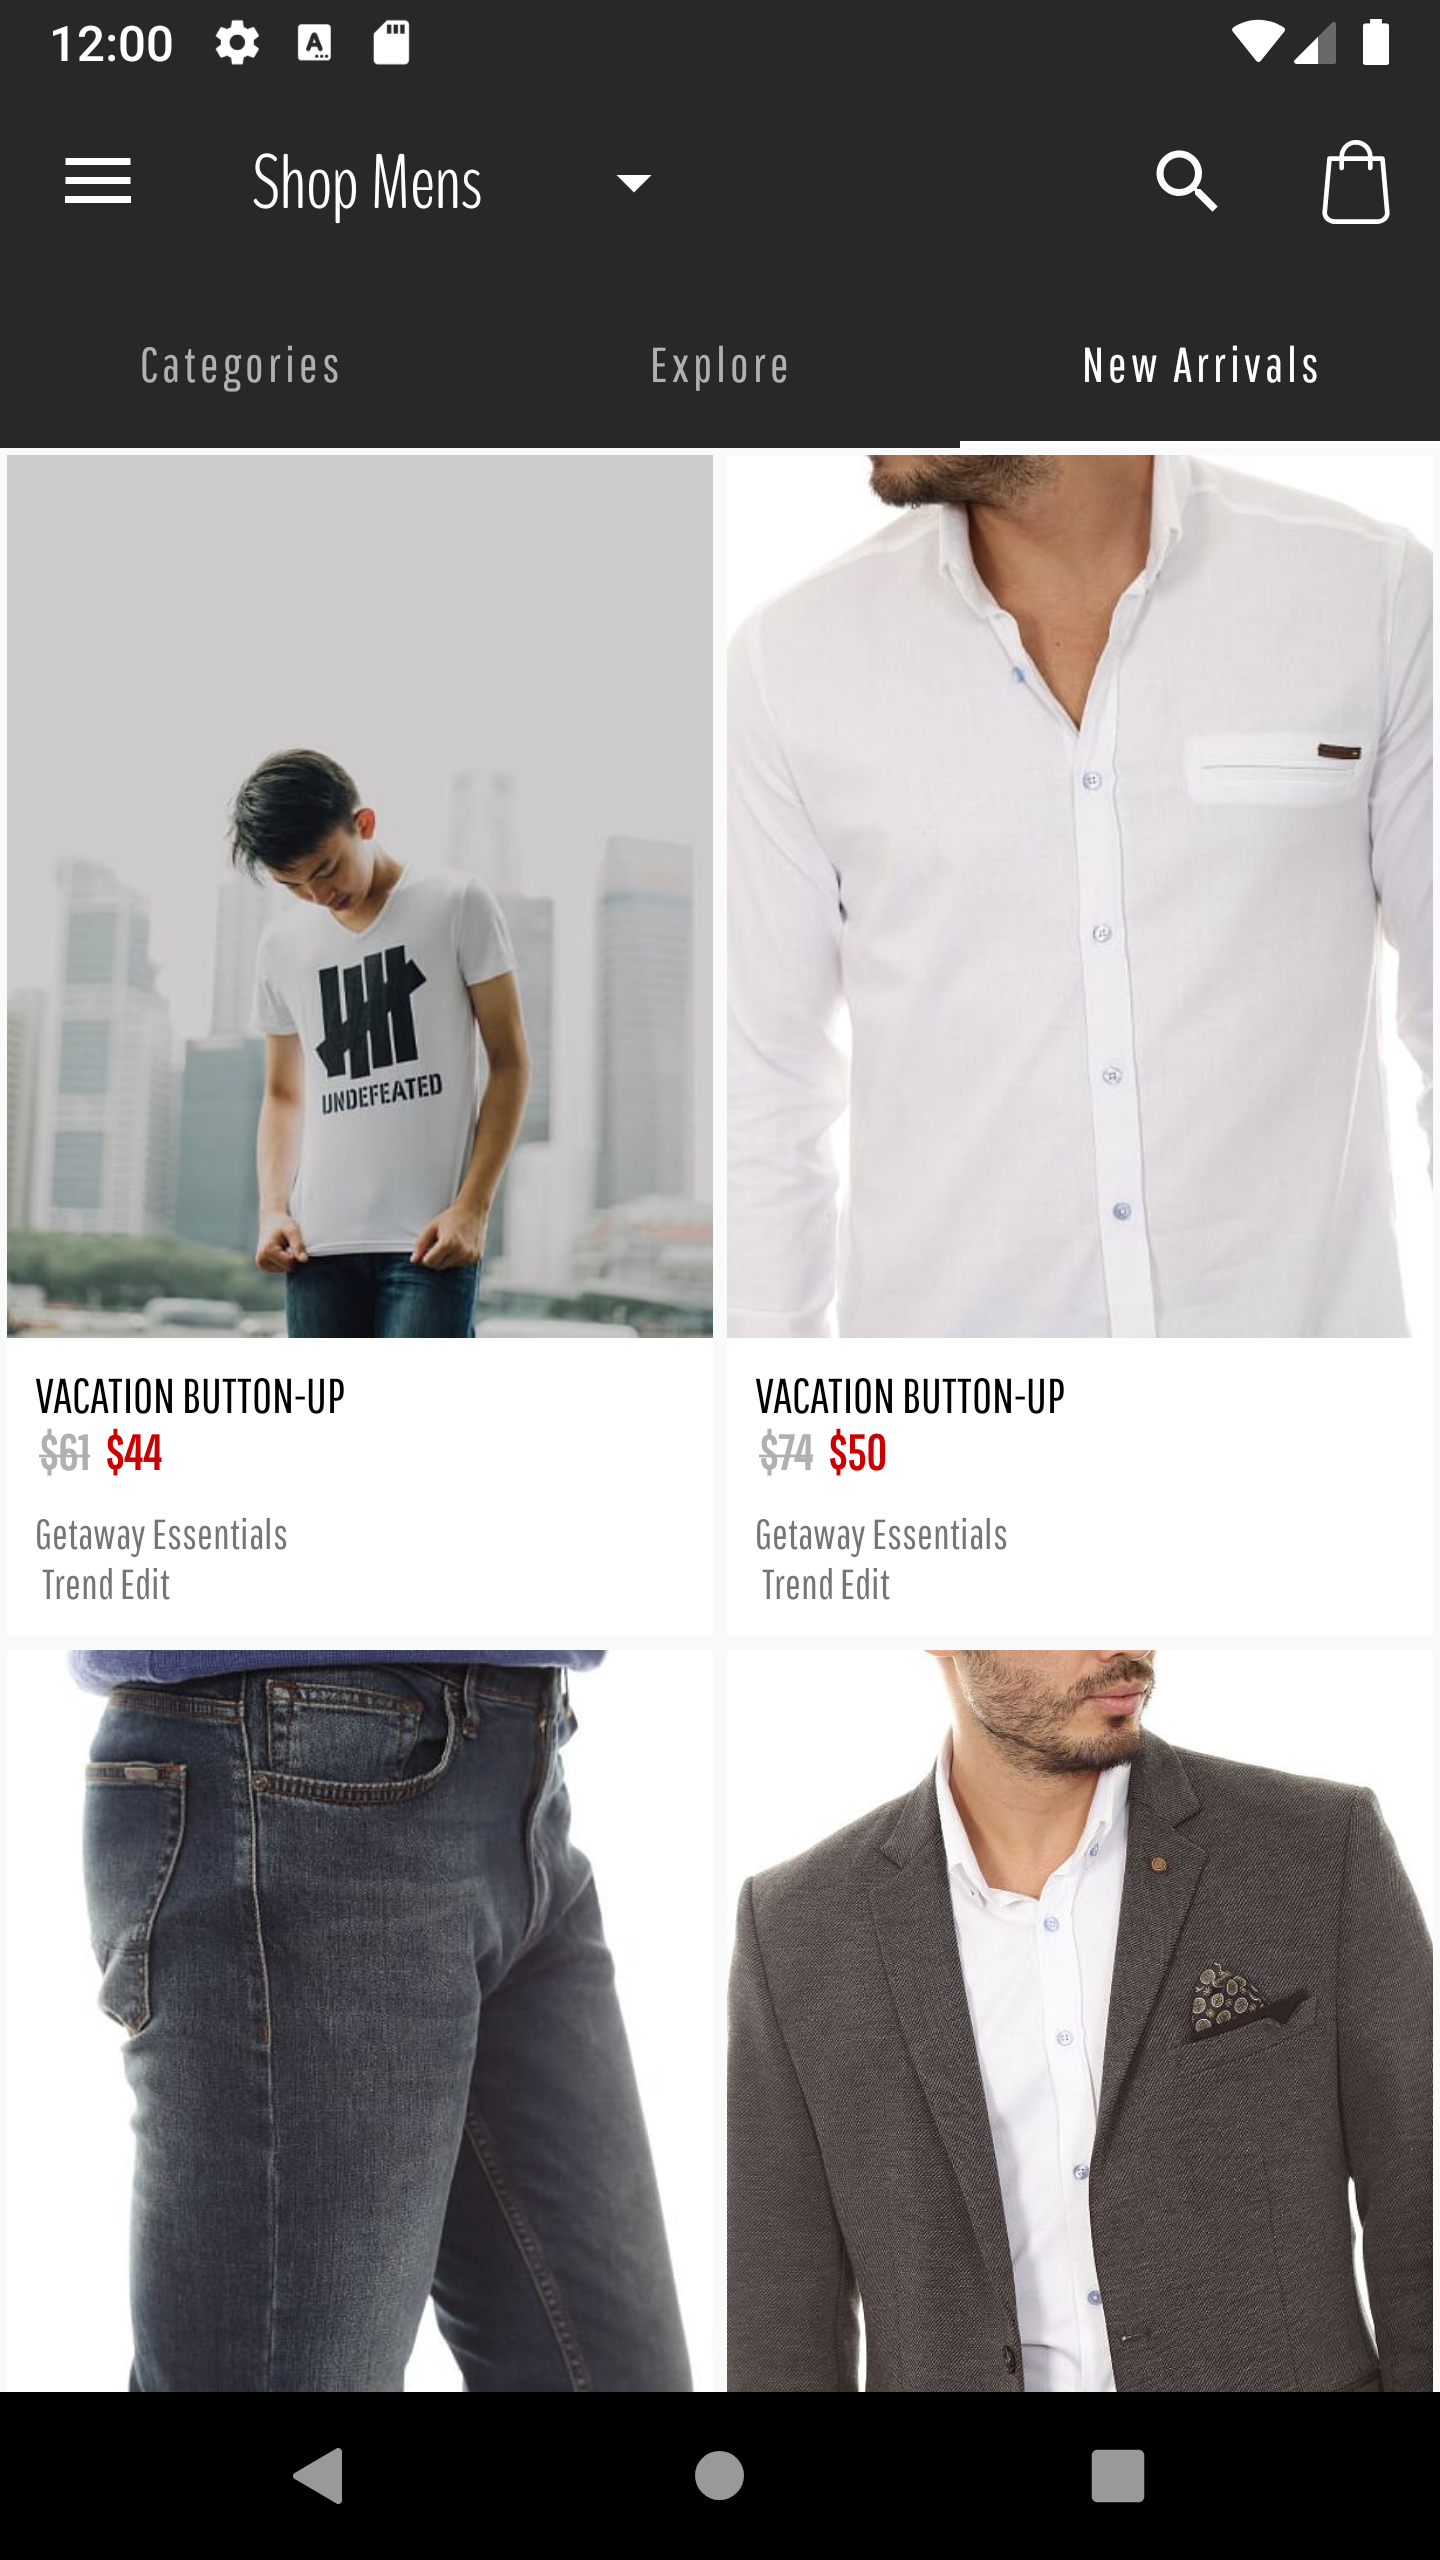 12:00
Shop Mens
Categories
Explore
New Arrivals
UNDEFEATED
VACATION BUTTON-UP
$61 $44
Getaway Essentials
Trend Edit
VACATION BUTTON-UP
$74 $50
Getaway Essentials
Trend Edit